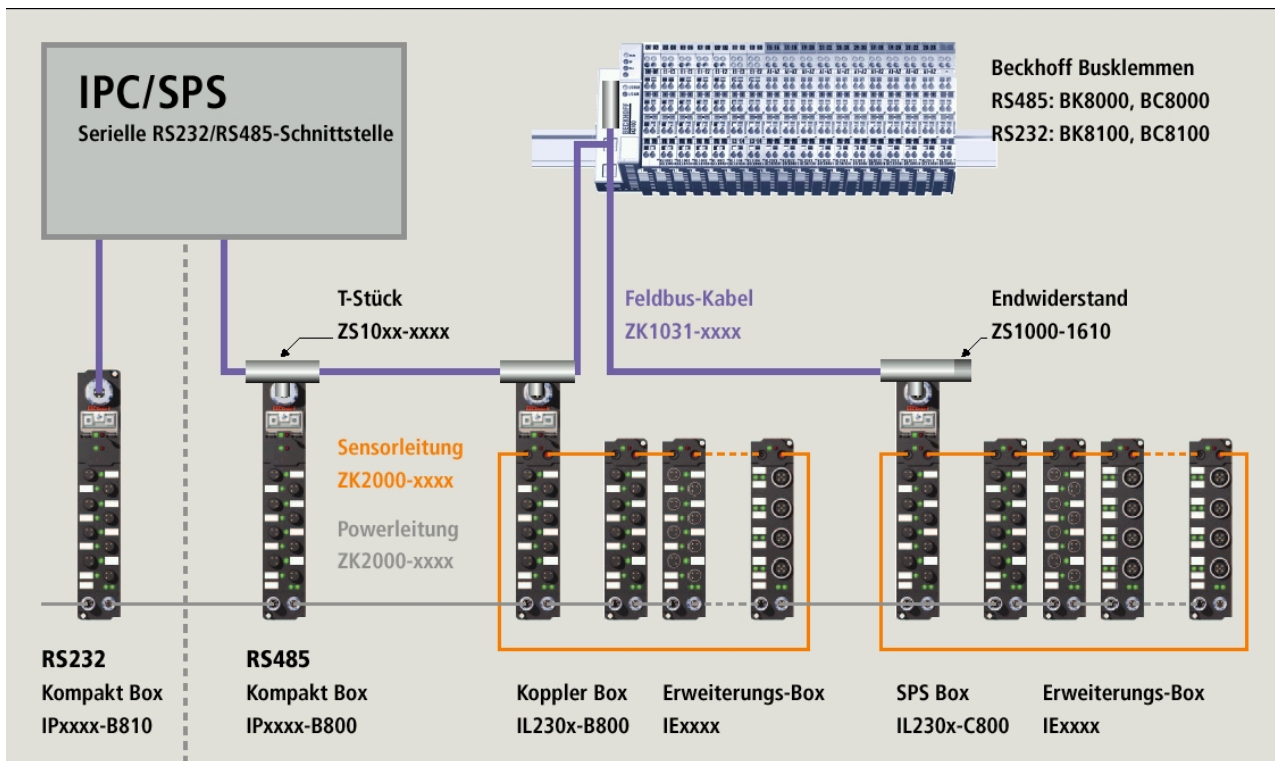 IPC/SPS
Serielle RS232/RS485-Schnittstelle
Beckhoff Busklemmen
RS485: BK8000, BC8000
RS232: BK8100, BC8100
BECKHOFF
T-Stück
ZS10xx-xxxx
Feldbus-Kabel
ZK1031-xxxx
Endwiderstand
ZS1000-1610
Sensorleitung
ZK2000-xxxx
Powerleitung
ZK2000-xxxx
RS232
Kompakt Box
IPxxxx-B810
RS485
Kompakt Box
IPxxxx-B800
Koppler Box
IL230x-B800
Erweiterungs-Box
IExxxx
SPS Box
IL230x-C800
Erweiterungs-Box
IExxxx